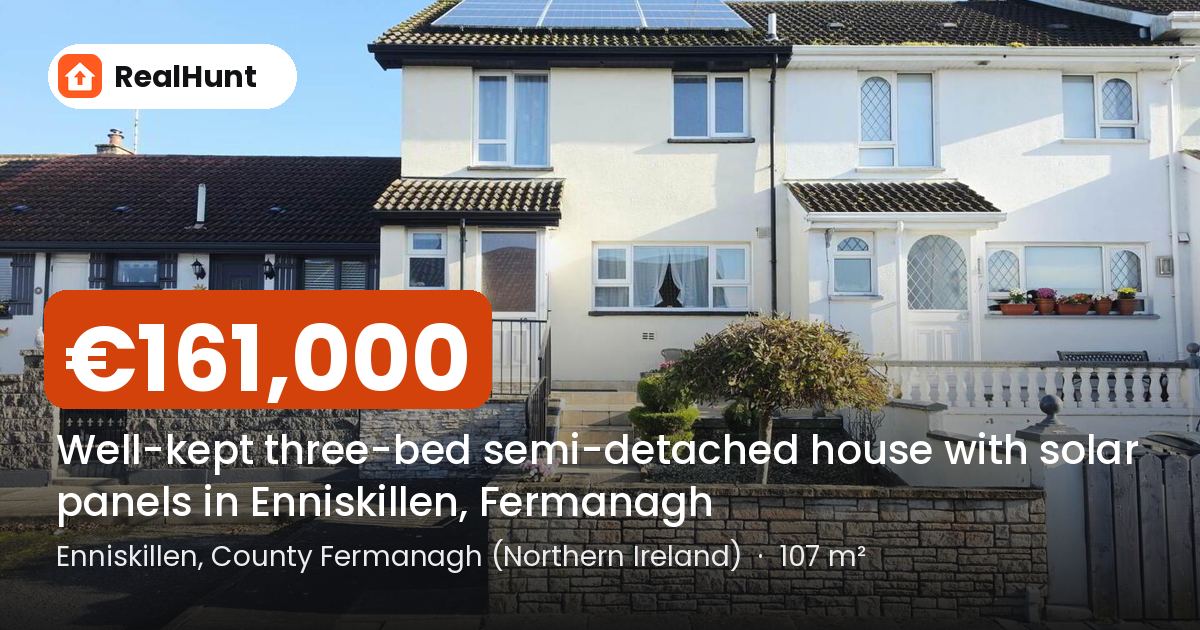 RealHunt
€161,000
Well-kept three-bed semi-detached house with solar
panels in Enniskillen, Fermanagh
Enniskillen, County Fermanagh (Northern Ireland) · 107 m²